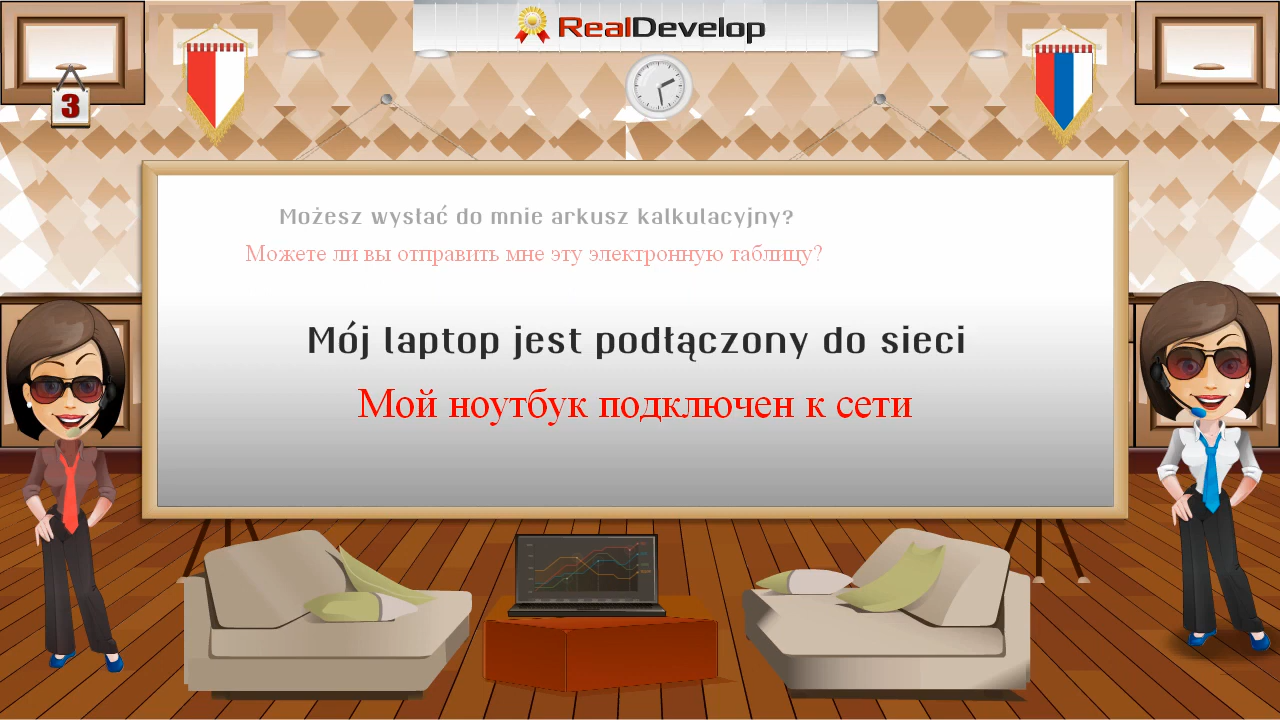 RealDevelop
3
Możesz wysłać do mnie arkusz kalkulacyjny?
Можете ли вы отправить мне эту электронную таблицу?
Mój laptop jest podłączony do sieci
Мой ноутбук подключен к сети